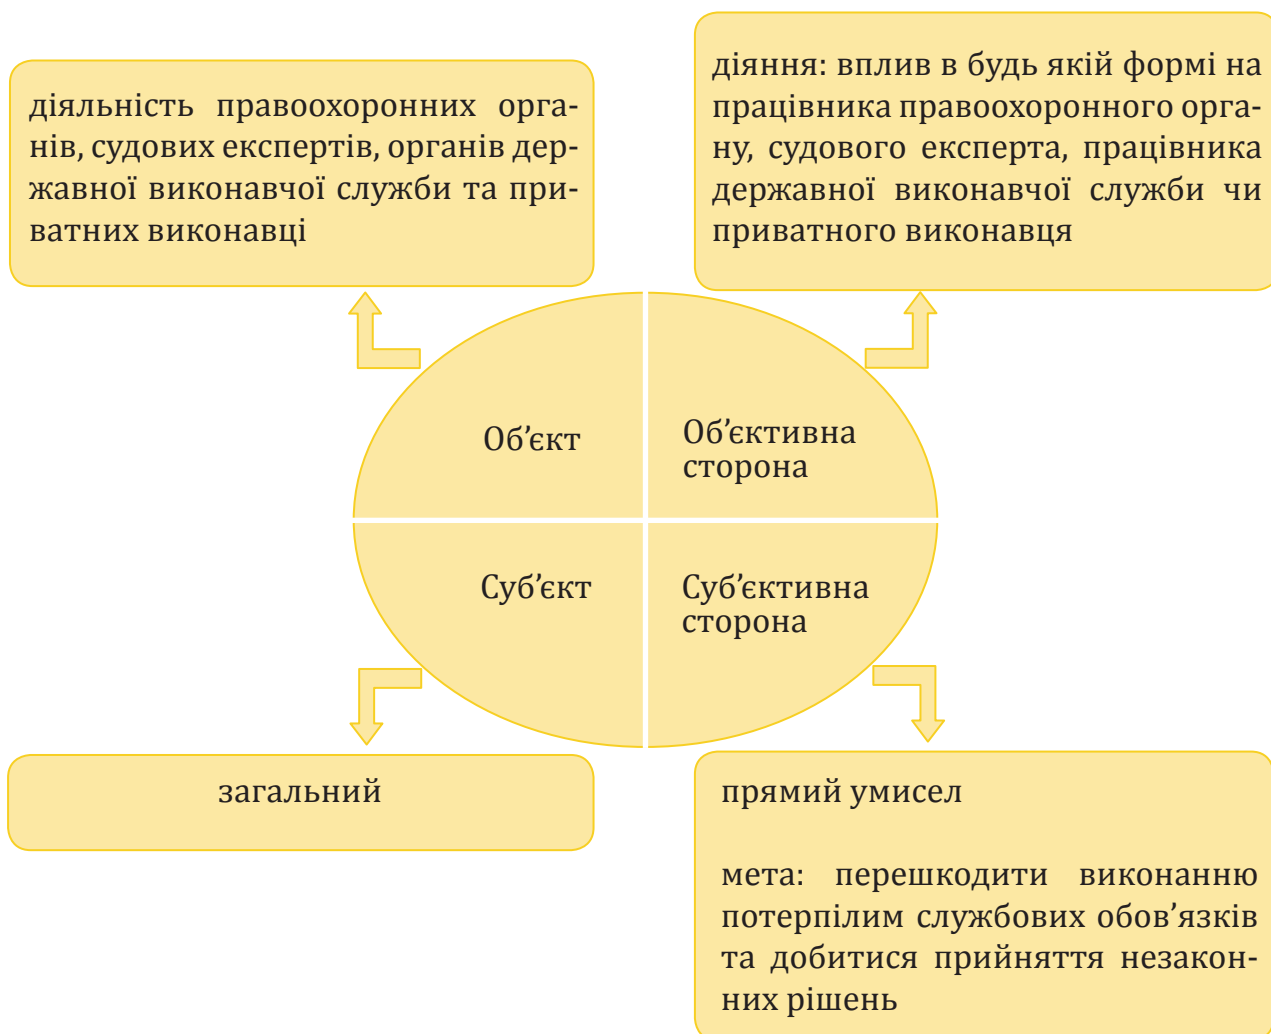 діяльність правоохоронних орга-
нів, судових експертів, органів дер-
жавної виконавчої служби та при-
ватних виконавці
діяння: вплив в будь якій формі на
працівника правоохоронного орга-
ну, судового експерта, працівника
державної виконавчої служби чи
приватного виконавця
Об’єкт
Об’єктивна
сторона
Суб’єкт
Суб’єктивна
сторона
загальний
прямий умисел
мета: перешкодити виконанню
потерпілим службових обов’язків
та добитися прийняття незакон-
них рішень